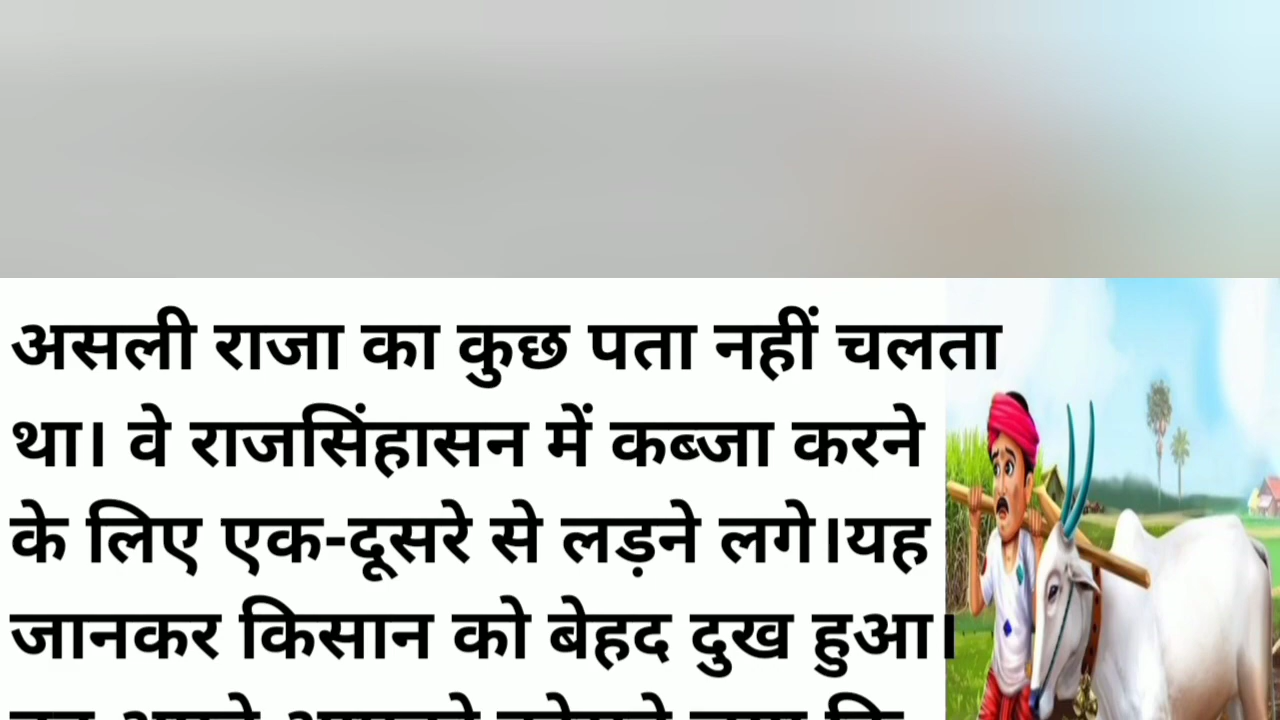 असली राजा का कुछ पता नहीं चलता
था। वे राजसिंहासन में कब्जा करने
के लिए एक-दूसरे से लड़ने लगे।यह
जानकर किसान को बेहद दुख हुआ।